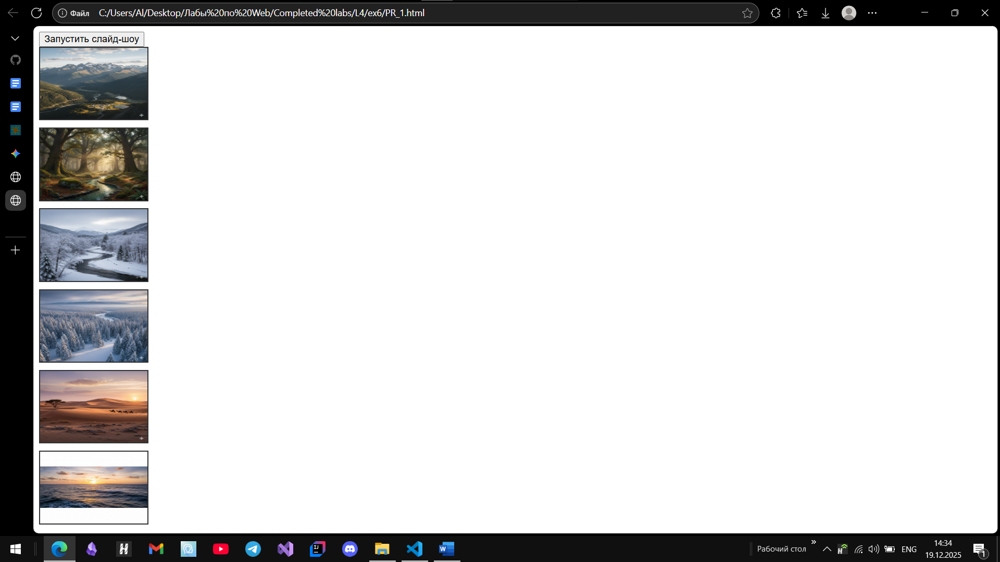 Файл C:/Users/Al/Desktop/Лабы%20по%20Web/Completed%20labs/L4/ex6/PR_1.html
Запустить слайд-шоу
Рабочий стол
ENG
14:34
19.12.2025
1